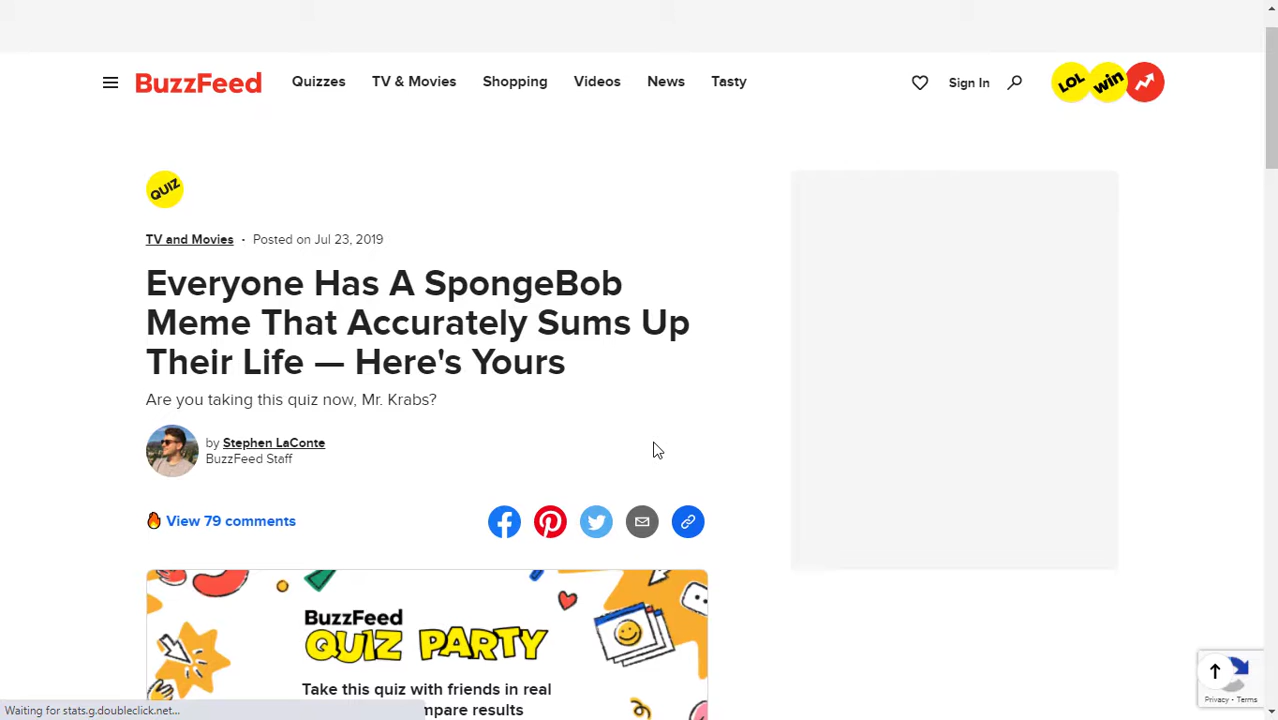 BuzzFeed Quizzes TV & Movies Shopping Videos News Tasty Sign In LOL win
QUIZ
TV and Movies · Posted on Jul 23, 2019
Everyone Has A SpongeBob
Meme That Accurately Sums Up
Their Life — Here's Yours
Are you taking this quiz now, Mr. Krabs?
by Stephen LaConte
BuzzFeed Staff
View 79 comments
BuzzFeed
QUIZ PARTY
Take this quiz with friends in real
mpare results
Privacy - Terms
Waiting for stats.g.doubleclick.net...